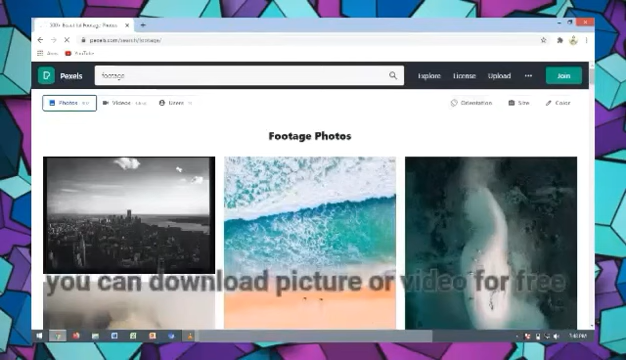 pexels.com/search/footage/
YouTube
Pexels
footage
Explore License Upload ••• Join
Photos Videos Users
Orientation Size Color
Footage Photos
you can download picture or video for free